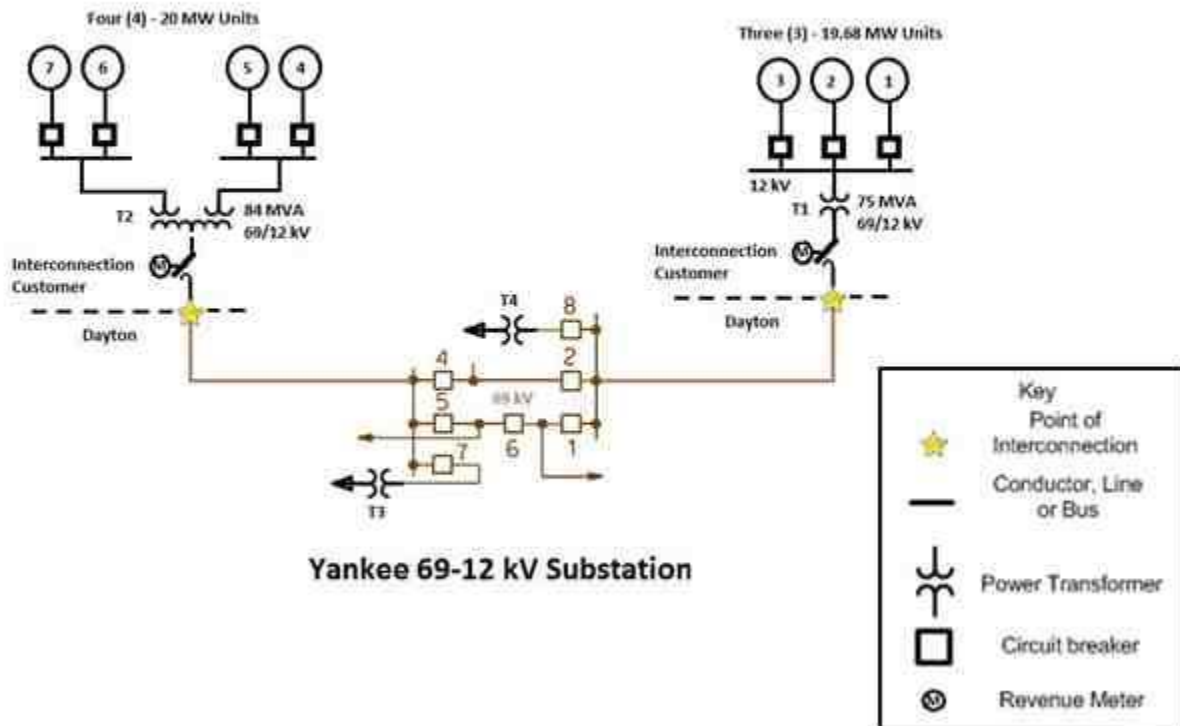 Four (4) - 20 MW Units
7
6
5
4
T2
84 MVA
69/12 kV
M
Interconnection
Customer
Dayton
Three (3) - 19.68 MW Units
3
2
1
12 kV
T1
75 MVA
69/12 kV
M
Interconnection
Customer
Dayton
T4
8
4
2
69 kV
5
6
1
7
T3
Yankee 69-12 kV Substation
Key
Point of
Interconnection
Conductor, Line
or Bus
Power Transformer
Circuit breaker
M
Revenue Meter